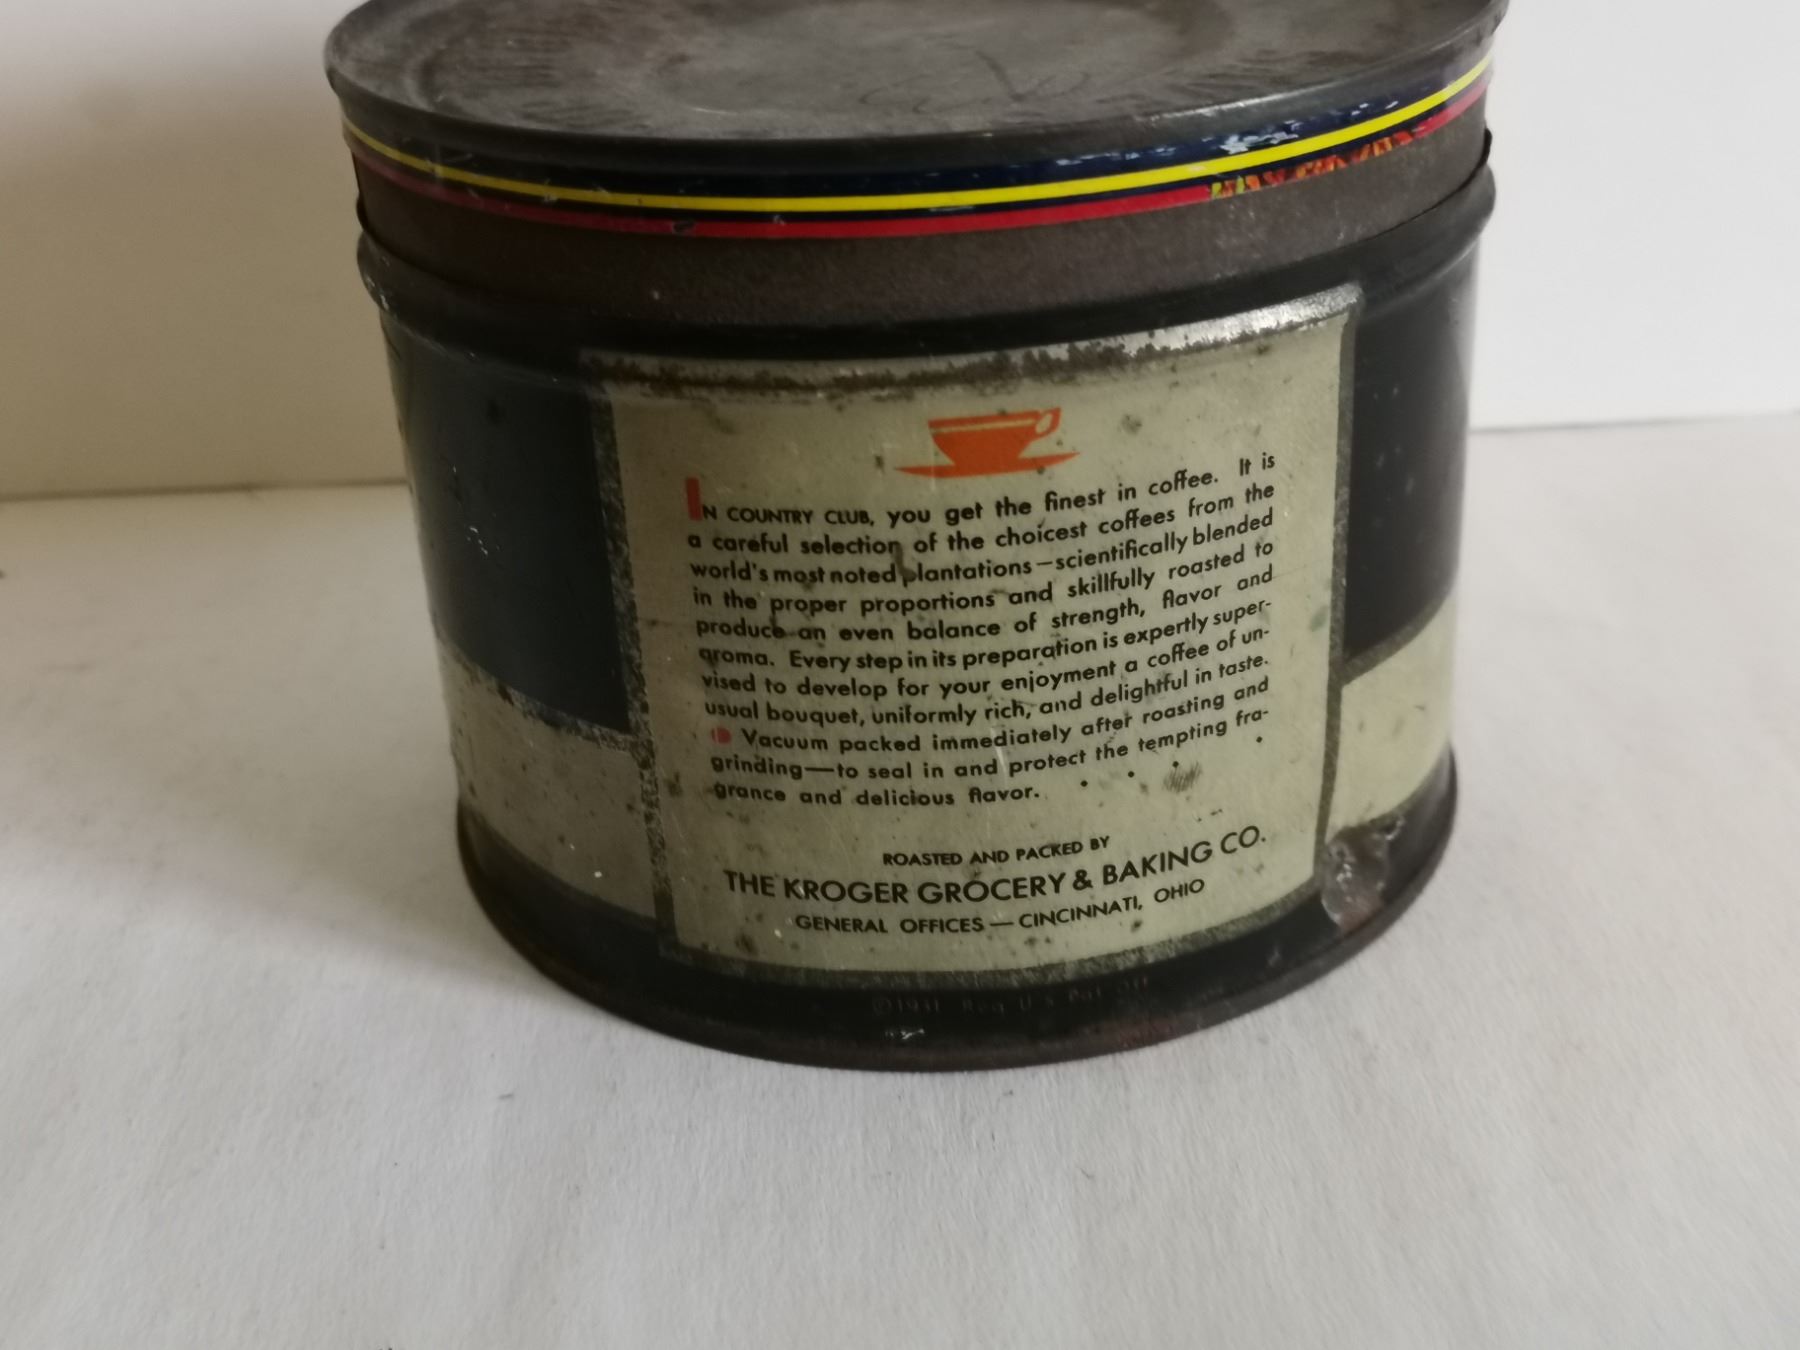 IN COUNTRY CLUB, you get the finest in coffee. It is
a careful selection of the choicest coffees from the
world's most noted plantations—scientifically blended
in the proper proportions and skillfully roasted to
produce an even balance of strength, flavor and
aroma. Every step in its preparation is expertly super-
vised to develop for your enjoyment a coffee of un-
usual bouquet, uniformly rich, and delightful in taste.
Vacuum packed immediately after roasting and
grinding—to seal in and protect the tempting fra-
grance and delicious flavor. . . . .
ROASTED AND PACKED BY
THE KROGER GROCERY & BAKING CO.
GENERAL OFFICES — CINCINNATI, OHIO
©1931 Reg U S Pat Off